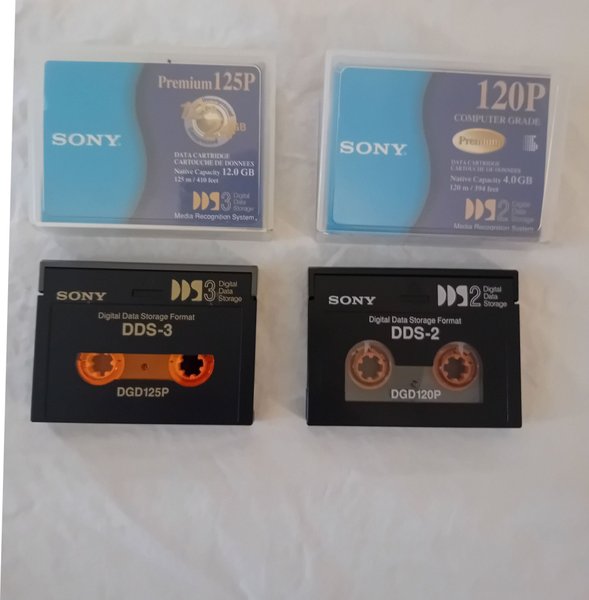 Premium 125P
GB
SONY
DATA CARTRIDGE
CARTOUCHE DE DONNÉES
Native Capacity 12.0 GB
125 m / 410 feet
DDS3 Digital
Data
Storage
Media Recognition System
120P
COMPUTER GRADE
Premium
SONY
DATA CARTRIDGE
CARTOUCHE DE DONNÉES
Native Capacity 4.0 GB
120 m / 394 feet
DDS2 Digital
Data
Storage
Media Recognition System
SONY
DDS3 Digital
Data
Storage
Digital Data Storage Format
DDS-3
DGD125P
SONY
DDS2 Digital
Data
Storage
Digital Data Storage Format
DDS-2
DGD120P